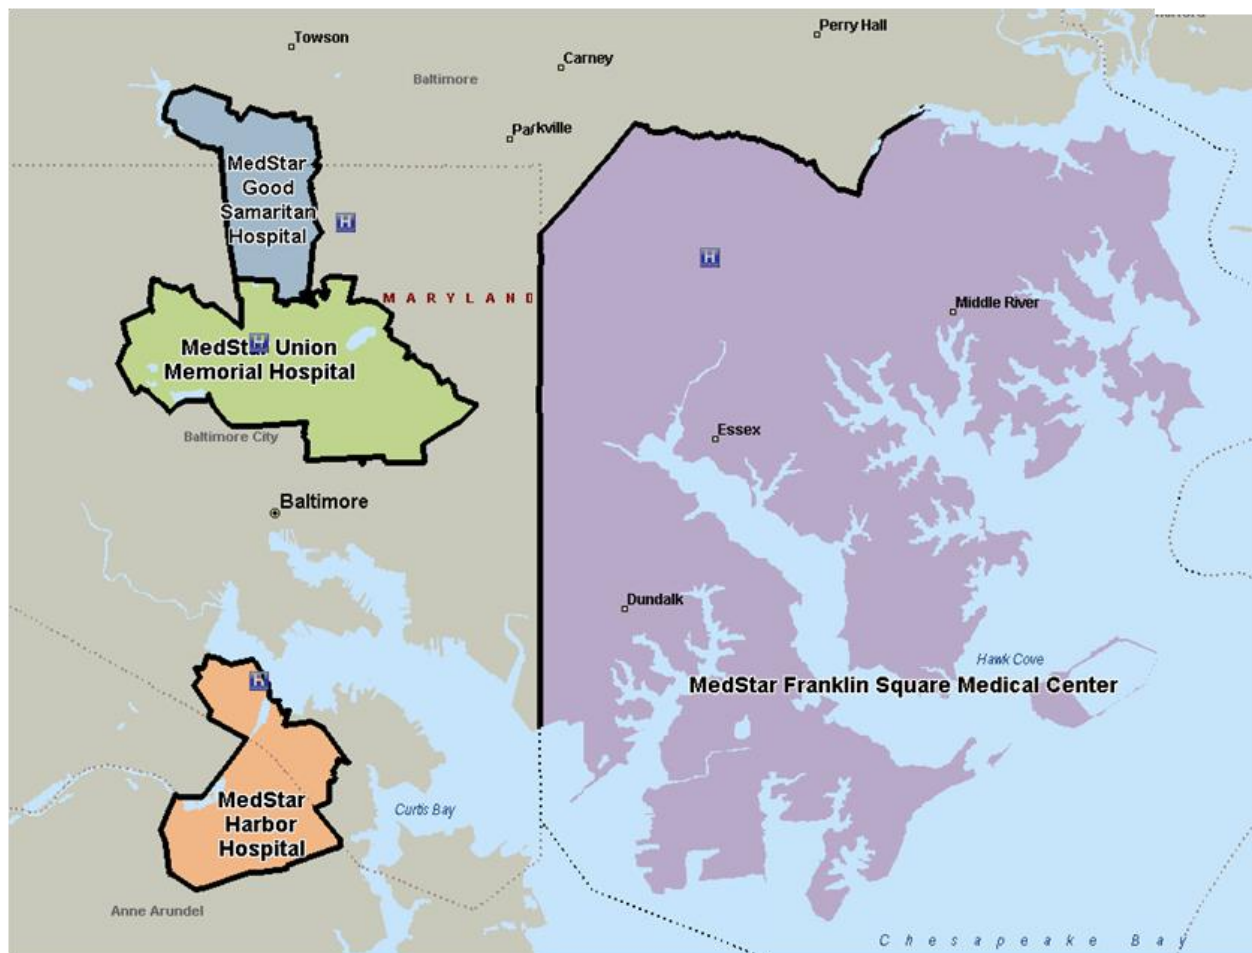 Perry Hall
Towson
Carney
Baltimore
Parkville
MedStar
Good
Samaritan
Hospital
H
H
MARYLAND
Middle River
H
MedStar Union
Memorial Hospital
Essex
Baltimore City
Baltimore
Dundalk
Hawk Cove
H
MedStar Franklin Square Medical Center
MedStar
Harbor
Hospital
Curtis Bay
Anne Arundel
Chesapeake Bay